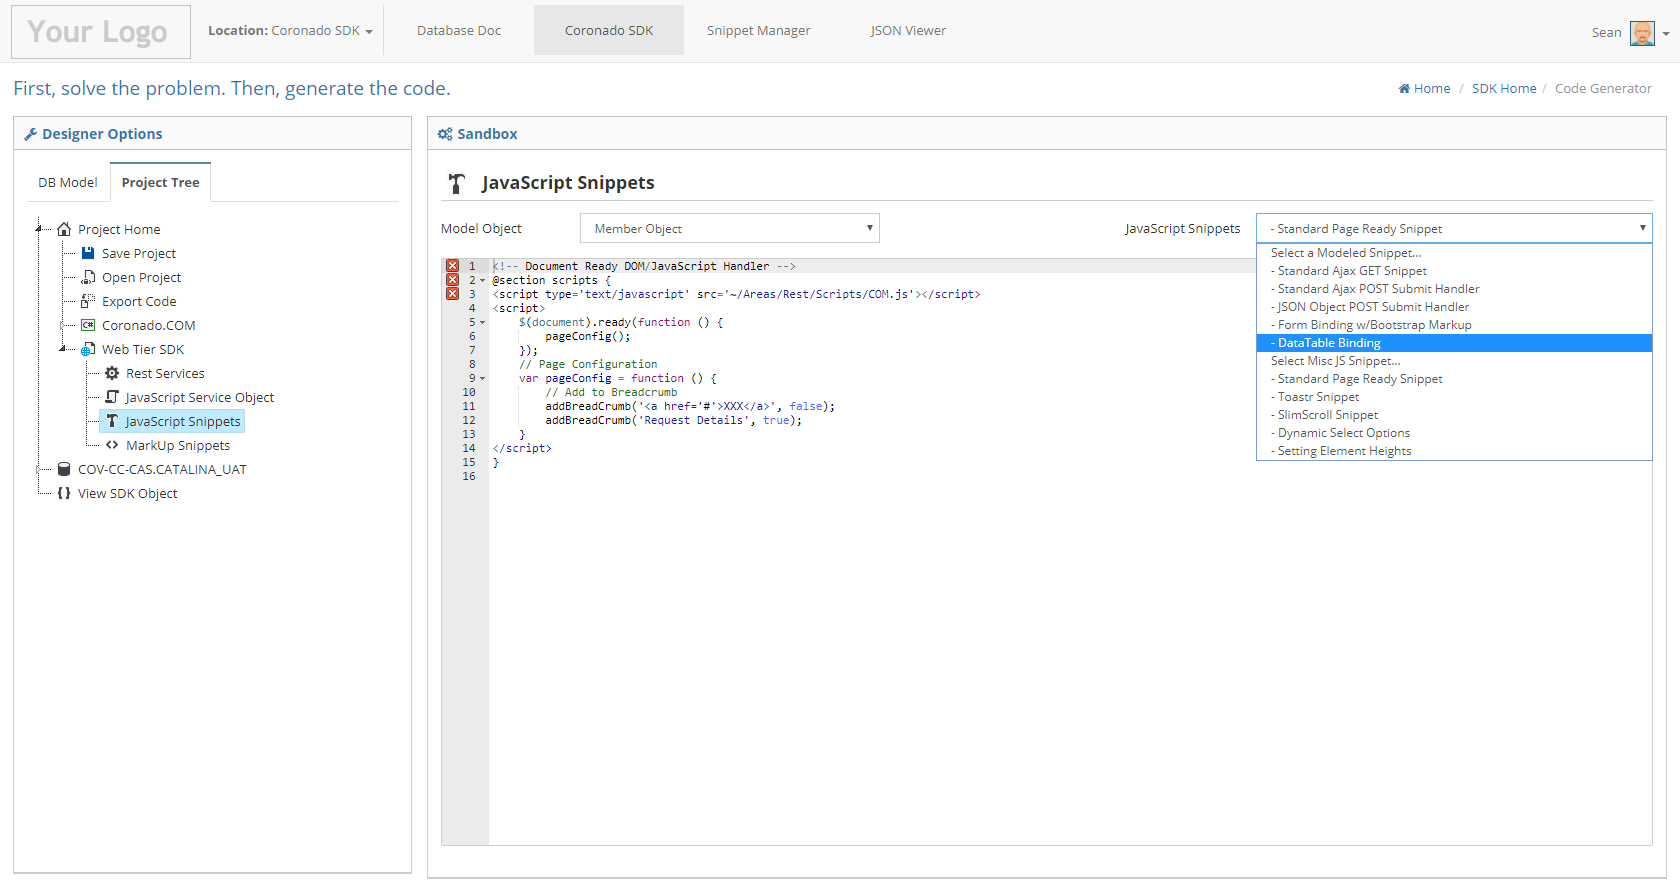 Your Logo
Location: Coronado SDK
Database Doc
Coronado SDK
Snippet Manager
JSON Viewer
Sean
First, solve the problem. Then, generate the code.
Home / SDK Home / Code Generator
Designer Options
DB Model
Project Tree
Project Home
Save Project
Open Project
Export Code
C# Coronado.COM
Web Tier SDK
Rest Services
JavaScript Service Object
JavaScript Snippets
MarkUp Snippets
COV-CC-CAS.CATALINA_UAT
View SDK Object
Sandbox
JavaScript Snippets
Model Object
Member Object
JavaScript Snippets
- Standard Page Ready Snippet
Select a Modeled Snippet...
- Standard Ajax GET Snippet
- Standard Ajax POST Submit Handler
- JSON Object POST Submit Handler
- Form Binding w/Bootstrap Markup
- DataTable Binding
Select Misc JS Snippet...
- Standard Page Ready Snippet
- Toastr Snippet
- SlimScroll Snippet
- Dynamic Select Options
- Setting Element Heights
1 <!-- Document Ready DOM/JavaScript Handler -->
2 @section scripts {
3 <script type='text/javascript' src='~/Areas/Rest/Scripts/COM.js'></script>
4 <script>
5 $(document).ready(function () {
6 pageConfig();
7 });
8 // Page Configuration
9 var pageConfig = function () {
10 // Add to Breadcrumb
11 addBreadCrumb('<a href='#'>XXX</a>', false);
12 addBreadCrumb('Request Details', true);
13 }
14 </script>
15 }
16